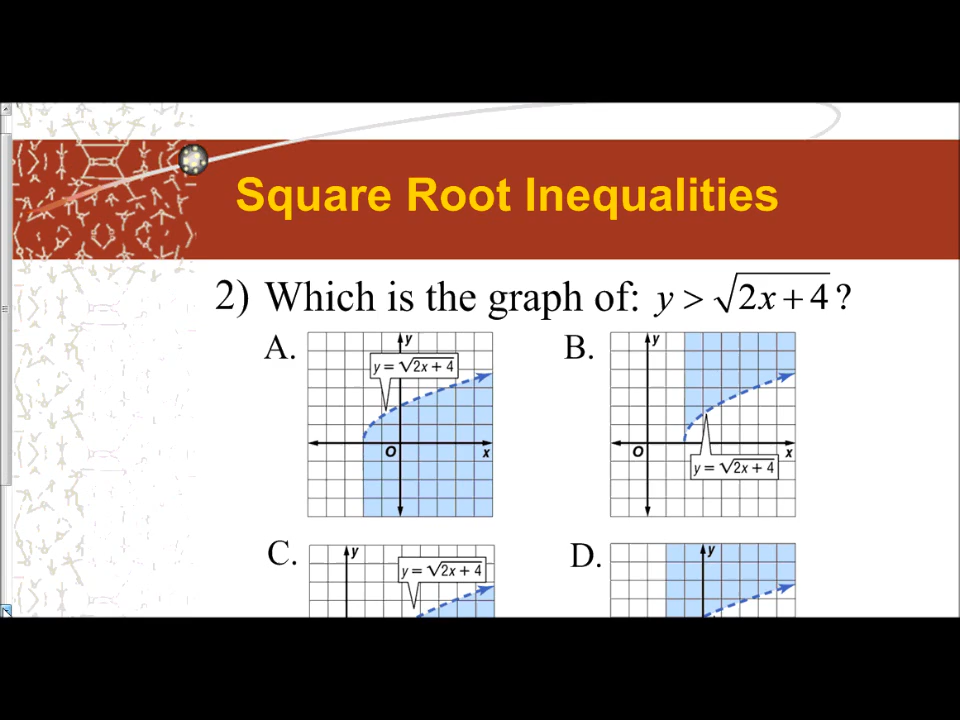 Square Root Inequalities
2) Which is the graph of: y > √2x + 4 ?
A.
y
y = √2x + 4
O
x
B.
y
O
x
y = √2x + 4
C.
y
y = √2x + 4
D.
y